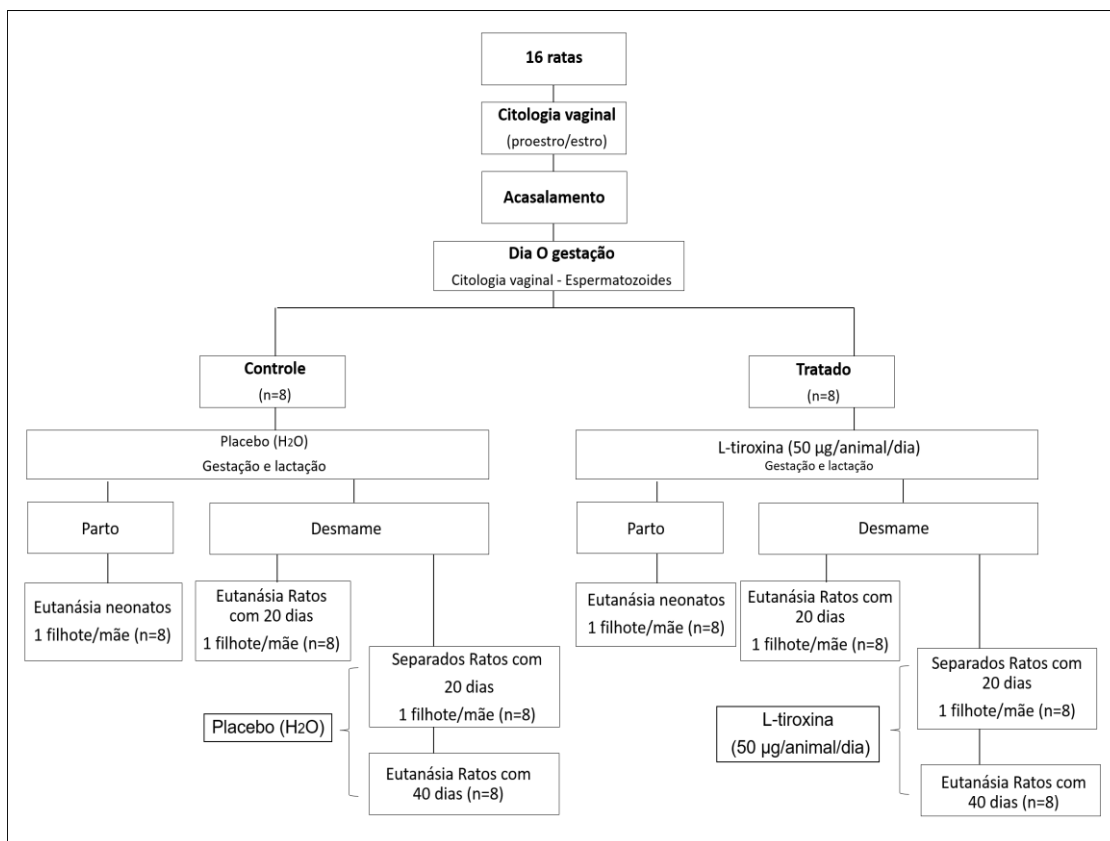 16 ratas
Citologia vaginal
(proestro/estro)
Acasalamento
Dia O gestação
Citologia vaginal - Espermatozoides
Controle
(n=8)
Placebo (H2O)
Gestação e lactação
Parto
Desmame
Eutanásia neonatos
1 filhote/mãe (n=8)
Eutanásia Ratos
com 20 dias
1 filhote/mãe (n=8)
Separados Ratos com
20 dias
1 filhote/mãe (n=8)
Placebo (H2O)
Eutanásia Ratos com
40 dias (n=8)
Tratado
(n=8)
L-tiroxina (50 µg/animal/dia)
Gestação e lactação
Parto
Desmame
Eutanásia neonatos
1 filhote/mãe (n=8)
Eutanásia Ratos com
20 dias
1 filhote/mãe (n=8)
Separados Ratos com
20 dias
1 filhote/mãe (n=8)
L-tiroxina
(50 µg/animal/dia)
Eutanásia Ratos com
40 dias (n=8)